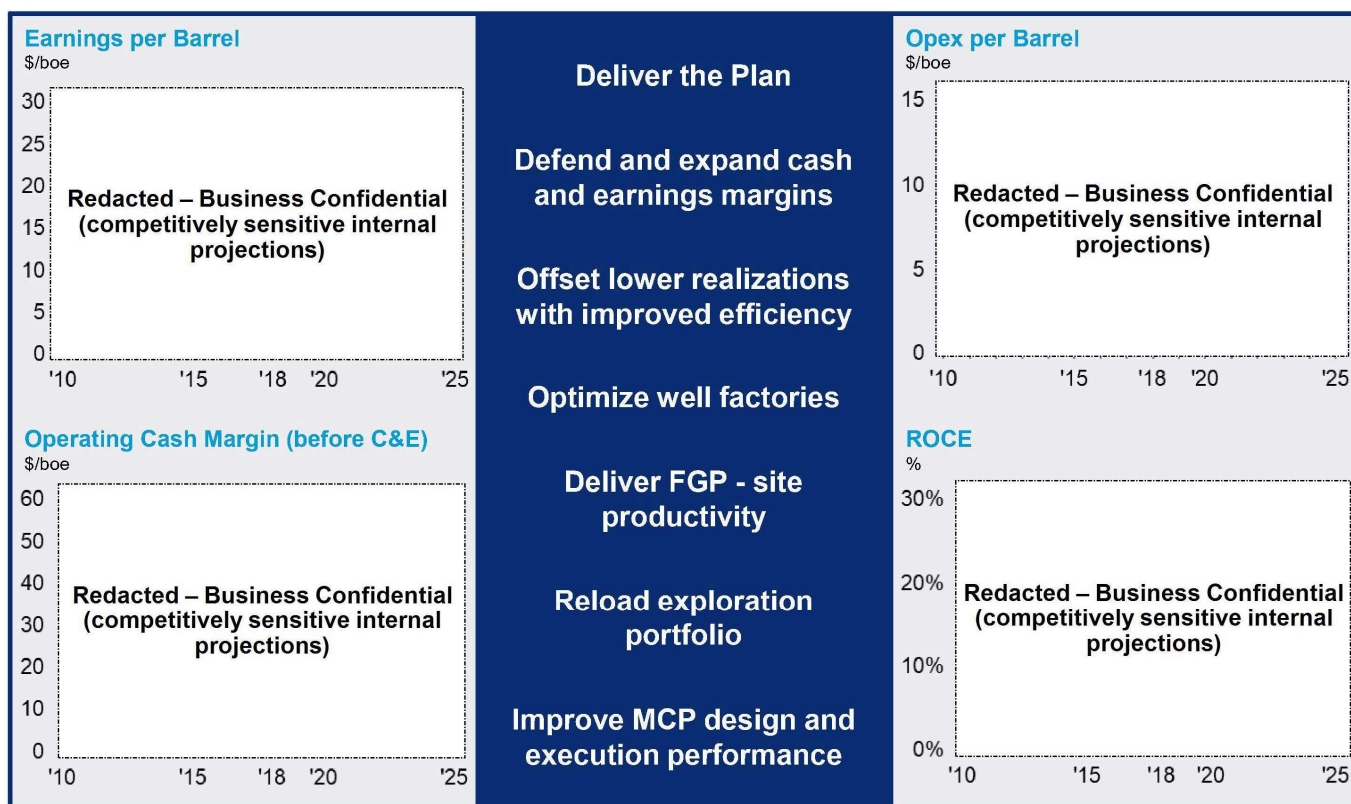 Earnings per Barrel
$/boe
30
25
20
15
10
5
0
Redacted – Business Confidential
(competitively sensitive internal
projections)
'10 '15 '18 '20 '25
Operating Cash Margin (before C&E)
$/boe
60
50
40
30
20
10
0
Redacted – Business Confidential
(competitively sensitive internal
projections)
'10 '15 '18 '20 '25
Deliver the Plan
Defend and expand cash
and earnings margins
Offset lower realizations
with improved efficiency
Optimize well factories
Deliver FGP - site
productivity
Reload exploration
portfolio
Improve MCP design and
execution performance
Opex per Barrel
$/boe
15
10
5
0
Redacted – Business Confidential
(competitively sensitive internal
projections)
'10 '15 '18 '20 '25
ROCE
%
30%
20%
10%
0%
Redacted – Business Confidential
(competitively sensitive internal
projections)
'10 '15 '18 '20 '25